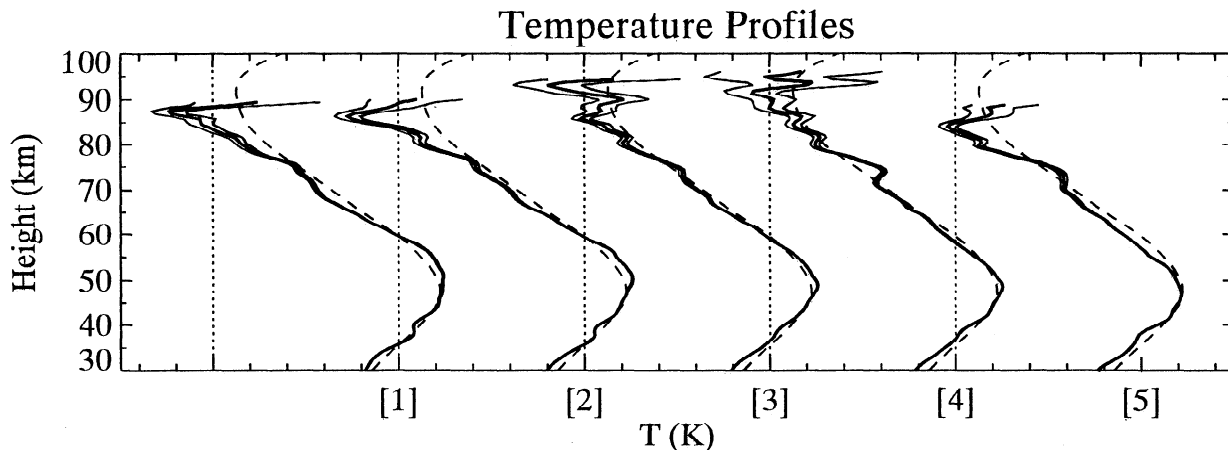 Temperature Profiles
Height (km)
100
90
80
70
60
50
40
30
[1] [2] [3] [4] [5]
T (K)